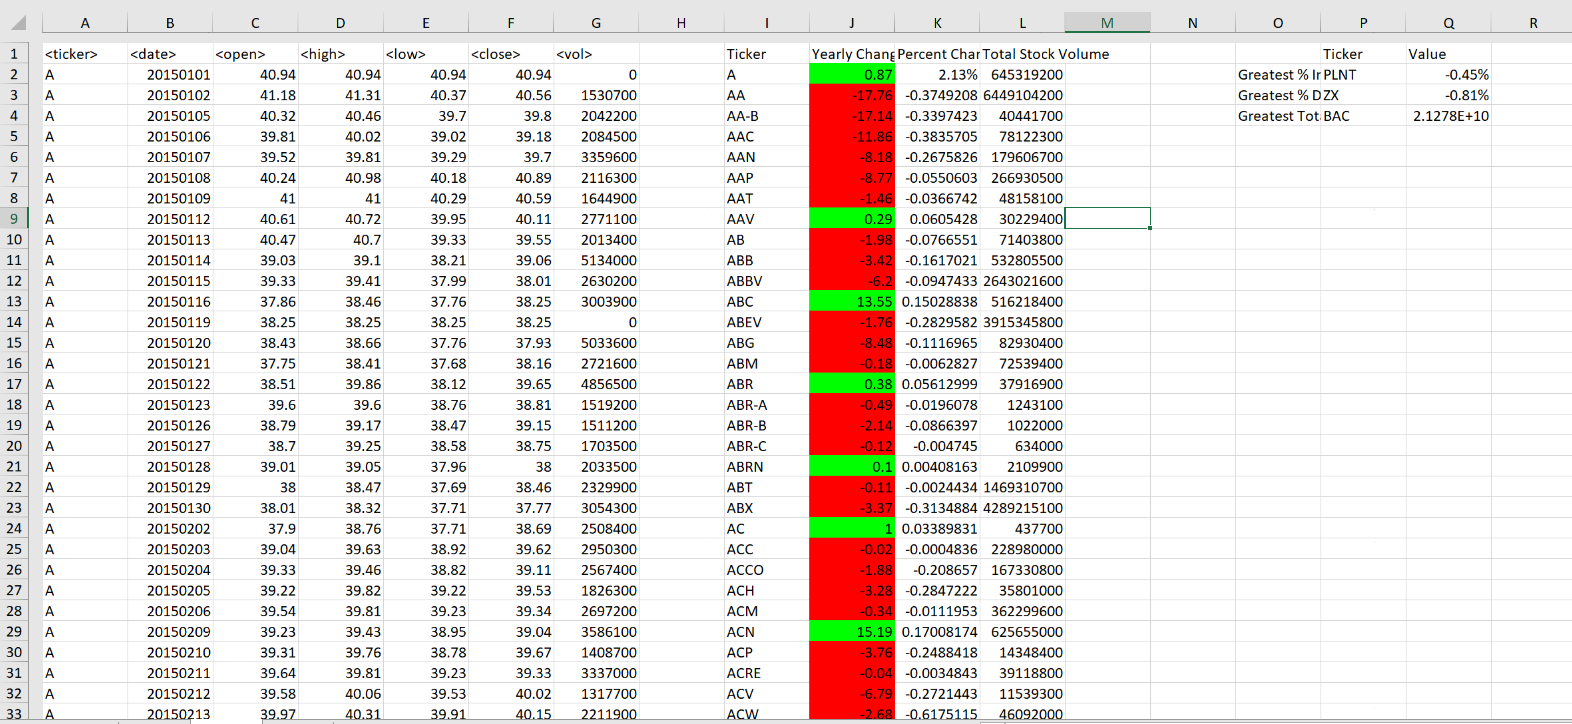 A B C D E F G H I J K L M N O P Q R
1 <ticker> <date> <open> <high> <low> <close> <vol> Ticker Yearly Chang Percent Char Total Stock Volume Ticker Value
2 A 20150101 40.94 40.94 40.94 40.94 0 A 0.87 2.13% 645319200 Greatest % Ir PLNT -0.45%
3 A 20150102 41.18 41.31 40.37 40.56 1530700 AA -17.76 -0.3749208 6449104200 Greatest % D ZX -0.81%
4 A 20150105 40.32 40.46 39.7 39.8 2042200 AA-B -17.14 -0.3397423 40441700 Greatest Tot BAC 2.1278E+10
5 A 20150106 39.81 40.02 39.02 39.18 2084500 AAC -11.86 -0.3835705 78122300
6 A 20150107 39.52 39.81 39.29 39.7 3359600 AAN -8.18 -0.2675826 179606700
7 A 20150108 40.24 40.98 40.18 40.89 2116300 AAP -8.77 -0.0550603 266930500
8 A 20150109 41 41 40.29 40.59 1644900 AAT -1.46 -0.0366742 48158100
9 A 20150112 40.61 40.72 39.95 40.11 2771100 AAV 0.29 0.0605428 30229400
10 A 20150113 40.47 40.7 39.33 39.55 2013400 AB -1.98 -0.0766551 71403800
11 A 20150114 39.03 39.1 38.21 39.06 5134000 ABB -3.42 -0.1617021 532805500
12 A 20150115 39.33 39.41 37.99 38.01 2630200 ABBV -6.2 -0.0947433 2643021600
13 A 20150116 37.86 38.46 37.76 38.25 3003900 ABC 13.55 0.15028838 516218400
14 A 20150119 38.25 38.25 38.25 38.25 0 ABEV -1.76 -0.2829582 3915345800
15 A 20150120 38.43 38.66 37.76 37.93 5033600 ABG -8.48 -0.1116965 82930400
16 A 20150121 37.75 38.41 37.68 38.16 2721600 ABM -0.18 -0.0062827 72539400
17 A 20150122 38.51 39.86 38.12 39.65 4856500 ABR 0.38 0.05612999 37916900
18 A 20150123 39.6 39.6 38.76 38.81 1519200 ABR-A -0.49 -0.0196078 1243100
19 A 20150126 38.79 39.17 38.47 39.15 1511200 ABR-B -2.14 -0.0866397 1022000
20 A 20150127 38.7 39.25 38.58 38.75 1703500 ABR-C -0.12 -0.004745 634000
21 A 20150128 39.01 39.05 37.96 38 2033500 ABRN 0.1 0.00408163 2109900
22 A 20150129 38 38.47 37.69 38.46 2329900 ABT -0.11 -0.0024434 1469310700
23 A 20150130 38.01 38.32 37.71 37.77 3054300 ABX -3.37 -0.3134884 4289215100
24 A 20150202 37.9 38.76 37.71 38.69 2508400 AC 1 0.03389831 437700
25 A 20150203 39.04 39.63 38.92 39.62 2950300 ACC -0.02 -0.0004836 228980000
26 A 20150204 39.33 39.46 38.82 39.11 2567400 ACCO -1.88 -0.208657 167330800
27 A 20150205 39.22 39.82 39.22 39.53 1826300 ACH -3.28 -0.2847222 35801000
28 A 20150206 39.54 39.81 39.23 39.34 2697200 ACM -0.34 -0.0111953 362299600
29 A 20150209 39.23 39.43 38.95 39.04 3586100 ACN 15.19 0.17008174 625655000
30 A 20150210 39.31 39.76 38.78 39.67 1408700 ACP -3.76 -0.2488418 14348400
31 A 20150211 39.64 39.81 39.23 39.33 3337000 ACRE -0.04 -0.0034843 39118800
32 A 20150212 39.58 40.06 39.53 40.02 1317700 ACV -6.79 -0.2721443 11539300
33 A 20150213 39.97 40.31 39.91 40.15 2211900 ACW -2.68 -0.6175115 46092000